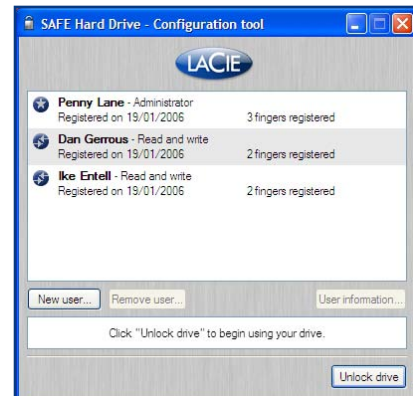 SAFE Hard Drive - Configuration tool
LACIE
Penny Lane - Administrator
Registered on 19/01/2006 3 fingers registered
Dan Gerrous - Read and write
Registered on 19/01/2006 2 fingers registered
Ike Entell - Read and write
Registered on 19/01/2006 2 fingers registered
New user... Remove user... User information...
Click "Unlock drive" to begin using your drive.
Unlock drive